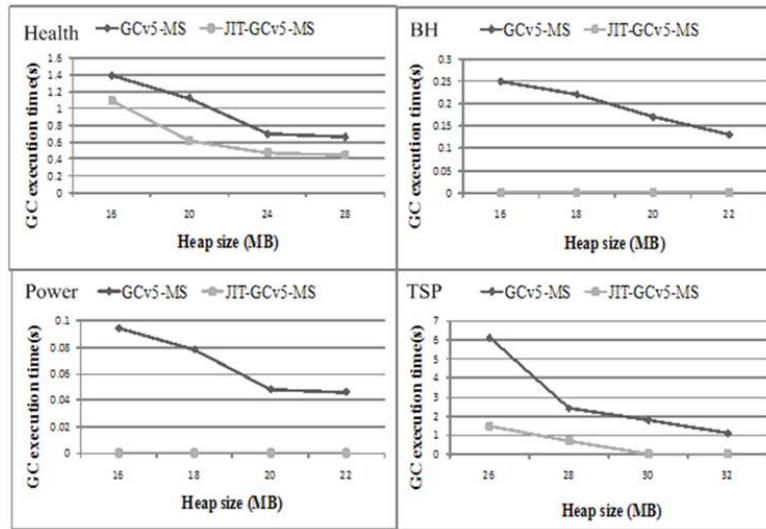 Health
GCv5-MS
JIT-GCv5-MS
GC execution time(s)
1.6
1.4
1.2
1
0.8
0.6
0.4
0.2
0
16
20
24
28
Heap size (MB)
BH
GCv5-MS
JIT-GCv5-MS
GC execution time(s)
0.3
0.25
0.2
0.15
0.1
0.05
0
16
18
20
22
Heap size (MB)
Power
GCv5-MS
JIT-GCv5-MS
GC execution time(s)
0.1
0.08
0.06
0.04
0.02
0
16
18
20
22
Heap size (MB)
TSP
GCv5-MS
JIT-GCv5-MS
GC execution time(s)
7
6
5
4
3
2
1
0
26
28
30
32
Heap size (MB)